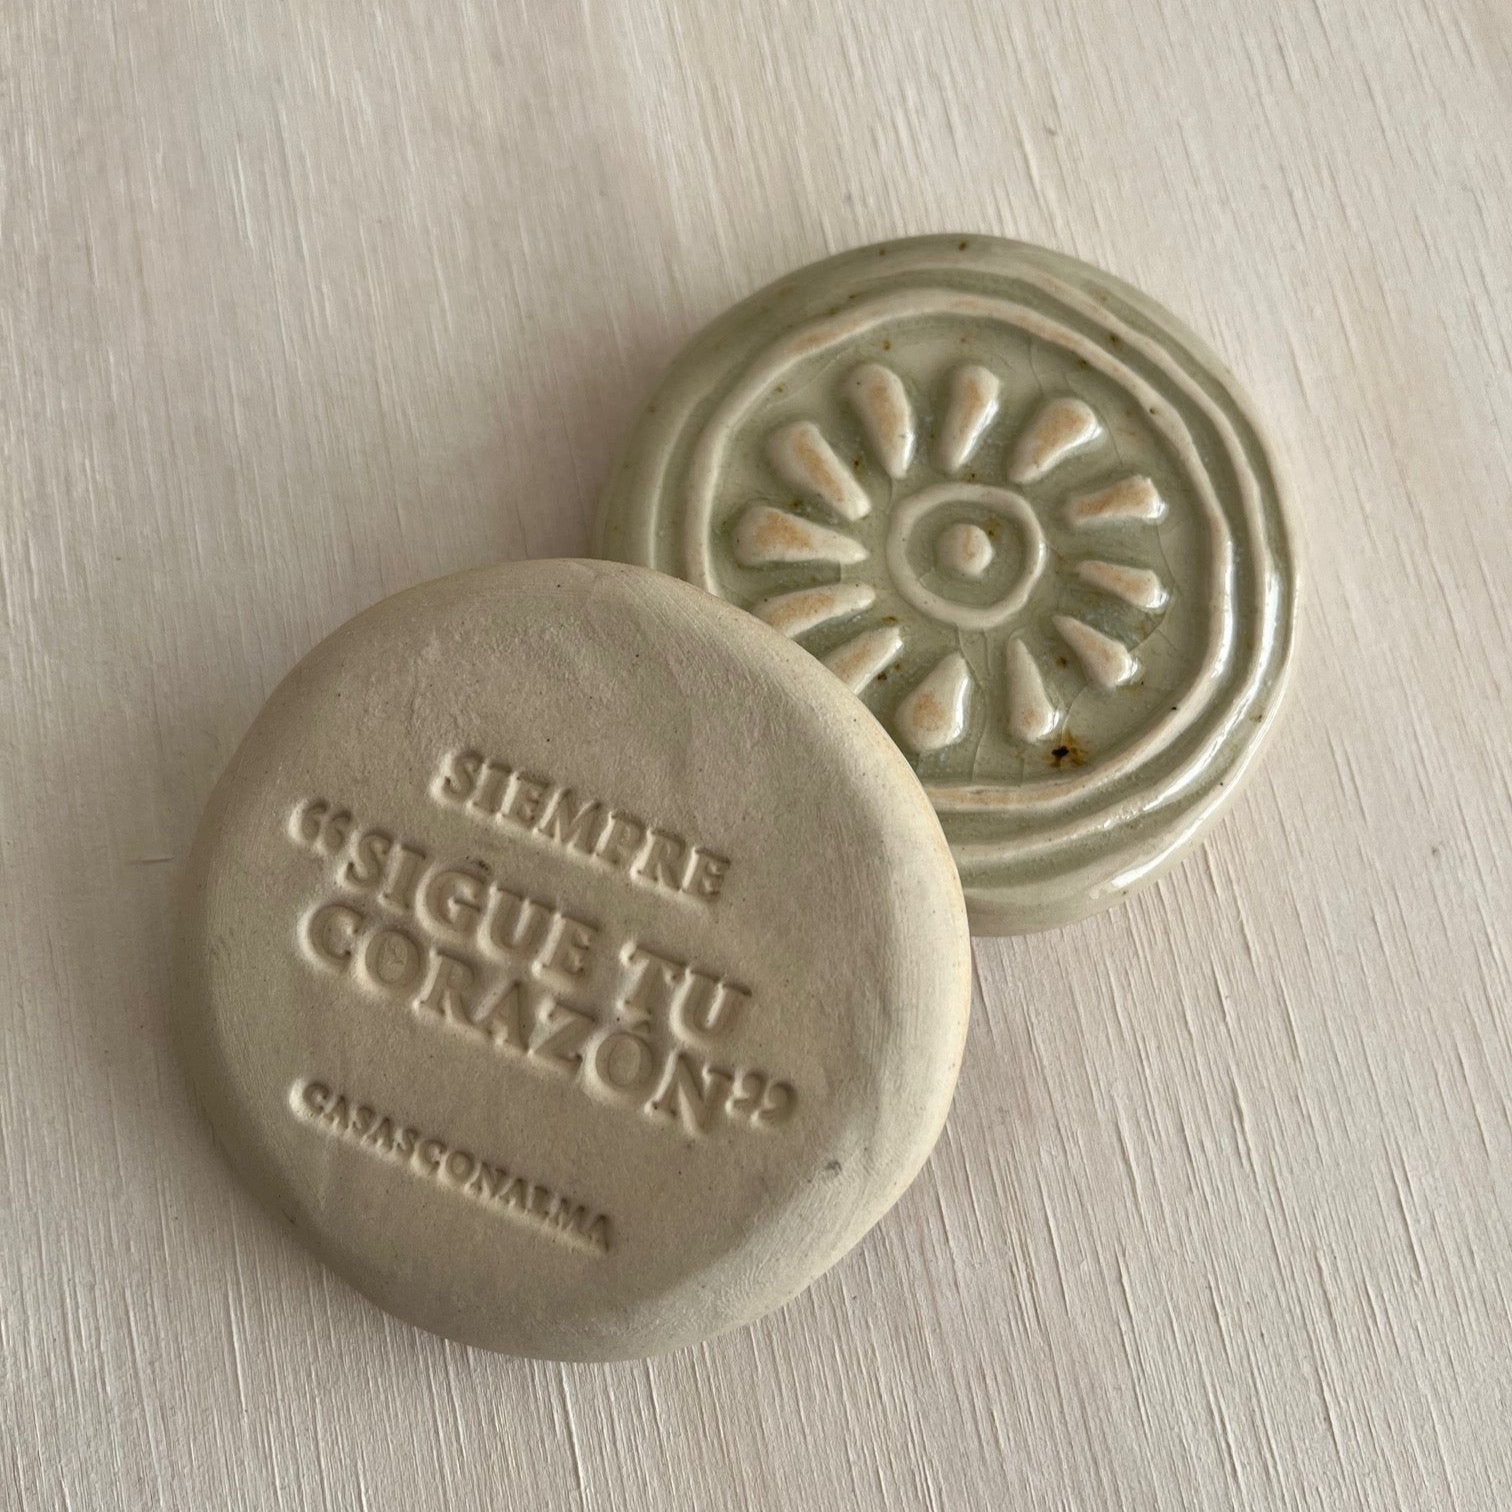 SIEMPRE
“SIGUE TU
CORAZÓN”
CASASCONALMA